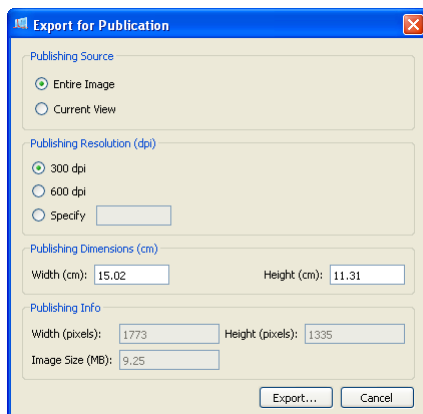 Export for Publication
Publishing Source
Entire Image
Current View
Publishing Resolution (dpi)
300 dpi
600 dpi
Specify
Publishing Dimensions (cm)
Width (cm): 15.02 Height (cm): 11.31
Publishing Info
Width (pixels): 1773 Height (pixels): 1335
Image Size (MB): 9.25
Export... Cancel